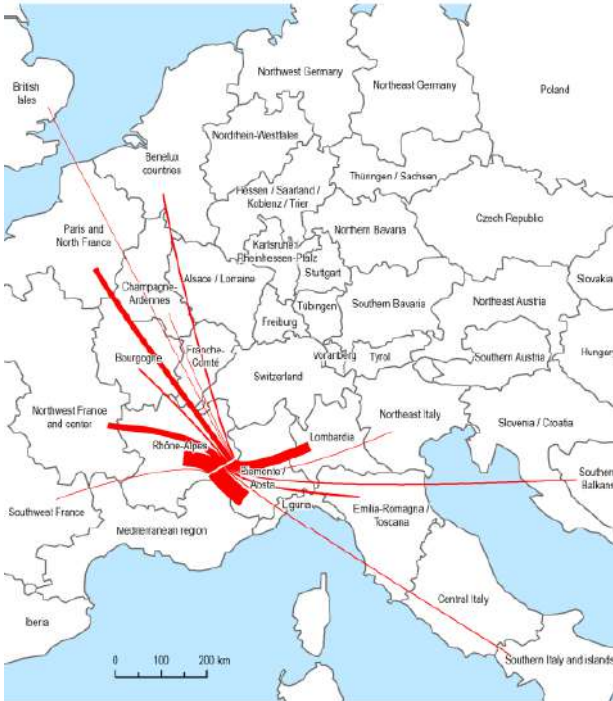 British
Isles
Northwest Germany
Northeast Germany
Poland
Nordrhein-Westfalen
Benelux
countries
Thüringen / Sachsen
Hessen / Saarland /
Koblenz / Trier
Paris and
North France
Northern Bavaria
Czech Republic
Karlsruhe /
Rheinhessen-Pfalz
Champagne-
Ardennes
Alsace / Lorraine
Stuttgart
Slovakia
Tübingen
Southern Bavaria
Northeast Austria
Freiburg
Bourgogne
Franche-
Comté
Vorarlberg
Tyrol
Southern Austria
Hungary
Switzerland
Northwest France
and center
Northeast Italy
Slovenia / Croatia
Rhône-Alpes
Lombardia
Piemonte /
Aosta
Southern
Balkans
Southwest France
Liguria
Emilia-Romagna /
Toscana
Mediterranean region
Central Italy
Iberia
0 100 200 km
Southern Italy and islands